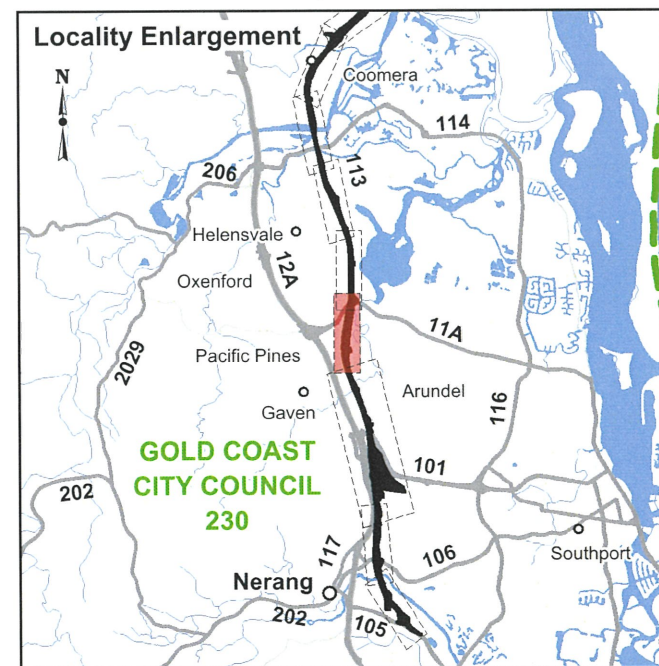 Locality Enlargement
N
Coomera
114
113
206
Helensvale
12A
Oxenford
11A
2029
Pacific Pines
Arundel
116
Gaven
GOLD COAST
CITY COUNCIL
230
101
202
117
106
Southport
Nerang
202
105